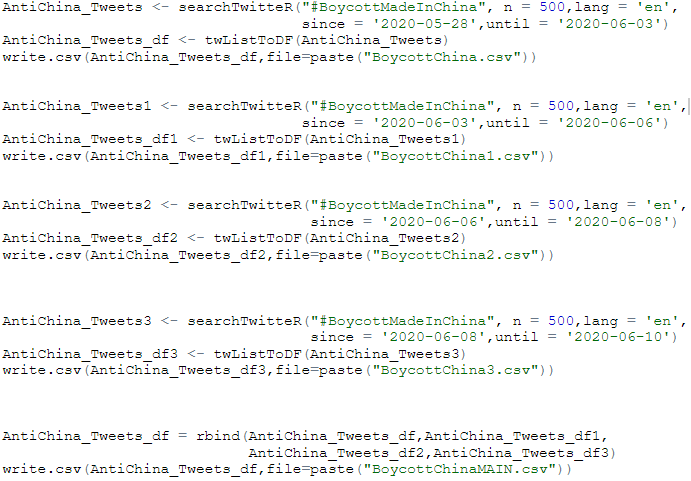 AntiChina_Tweets <- searchTwitteR("#BoycottMadeInChina", n = 500,lang = 'en',
since = '2020-05-28',until = '2020-06-03')
AntiChina_Tweets_df <- twListToDF(AntiChina_Tweets)
write.csv(AntiChina_Tweets_df,file=paste("BoycottChina.csv"))
AntiChina_Tweets1 <- searchTwitteR("#BoycottMadeInChina", n = 500,lang = 'en',
since = '2020-06-03',until = '2020-06-06')
AntiChina_Tweets_df1 <- twListToDF(AntiChina_Tweets1)
write.csv(AntiChina_Tweets_df1,file=paste("BoycottChina1.csv"))
AntiChina_Tweets2 <- searchTwitteR("#BoycottMadeInChina", n = 500,lang = 'en',
since = '2020-06-06',until = '2020-06-08')
AntiChina_Tweets_df2 <- twListToDF(AntiChina_Tweets2)
write.csv(AntiChina_Tweets_df2,file=paste("BoycottChina2.csv"))
AntiChina_Tweets3 <- searchTwitteR("#BoycottMadeInChina", n = 500,lang = 'en',
since = '2020-06-08',until = '2020-06-10')
AntiChina_Tweets_df3 <- twListToDF(AntiChina_Tweets3)
write.csv(AntiChina_Tweets_df3,file=paste("BoycottChina3.csv"))
AntiChina_Tweets_df = rbind(AntiChina_Tweets_df,AntiChina_Tweets_df1,
AntiChina_Tweets_df2,AntiChina_Tweets_df3)
write.csv(AntiChina_Tweets_df,file=paste("BoycottChinaMAIN.csv"))